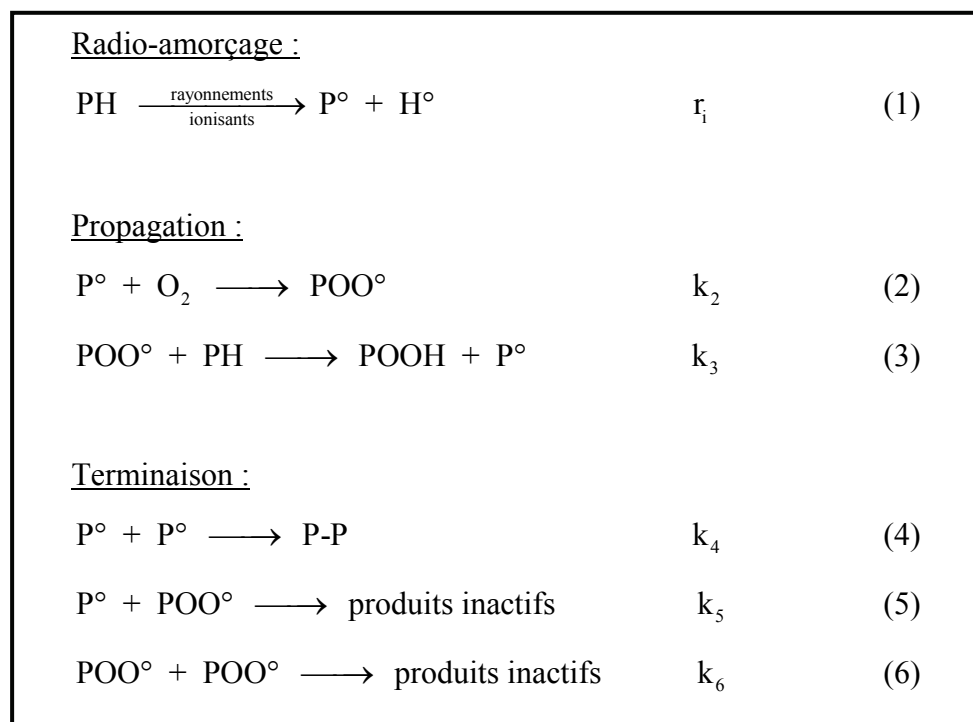 Radio-amorçage :
PH rayonnements ionisants ⟶ P° + H° r_i (1)
Propagation :
P° + O₂ ⟶ POO° k₂ (2)
POO° + PH ⟶ POOH + P° k₃ (3)
Terminaison :
P° + P° ⟶ P-P k₄ (4)
P° + POO° ⟶ produits inactifs k₅ (5)
POO° + POO° ⟶ produits inactifs k₆ (6)